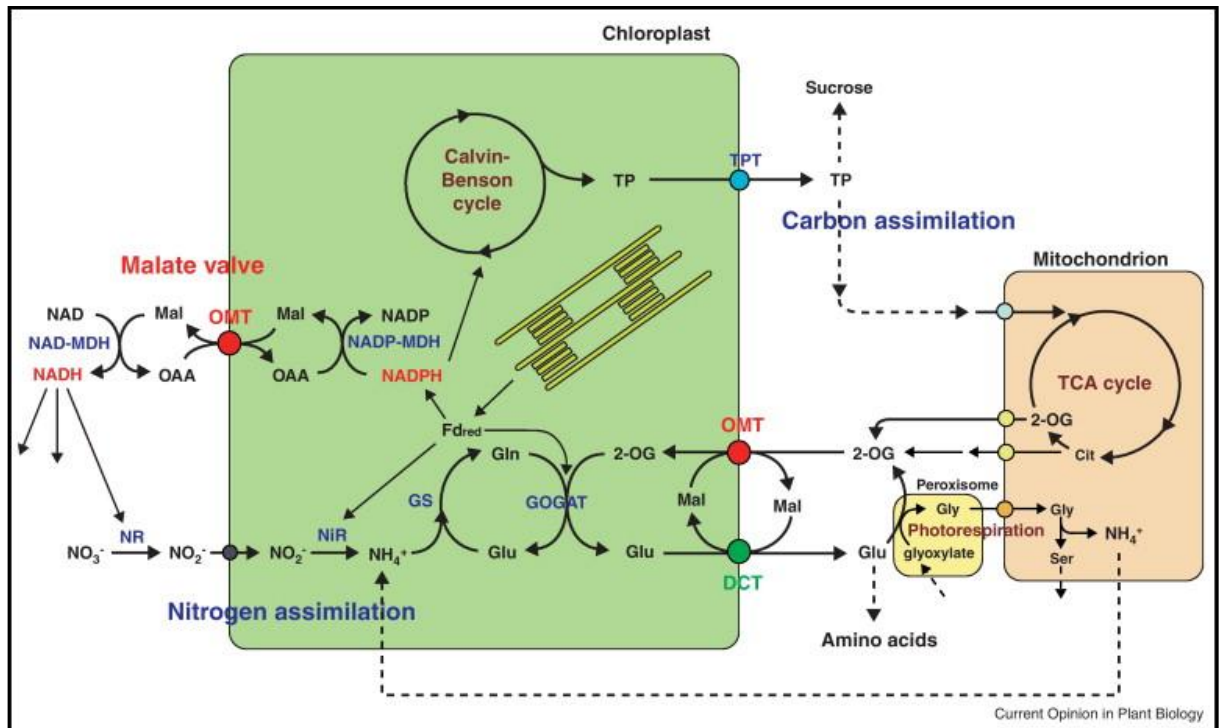 Chloroplast
Sucrose
Calvin-
Benson
cycle
TP
TPT
TP
Carbon assimilation
Malate valve
Mitochondrion
NAD
Mal
OMT
Mal
NADP
NAD-MDH
NADP-MDH
NADH
OAA
OAA
NADPH
TCA cycle
Fdred
OMT
2-OG
Gln
2-OG
2-OG
Cit
GS
GOGAT
Mal
Mal
Peroxisome
Gly
Gly
NR
NiR
Photorespiration
NO3-
NO2-
NO2-
NH4+
Glu
Glu
Glu
glyoxylate
NH4+
Ser
DCT
Nitrogen assimilation
Amino acids
Current Opinion in Plant Biology